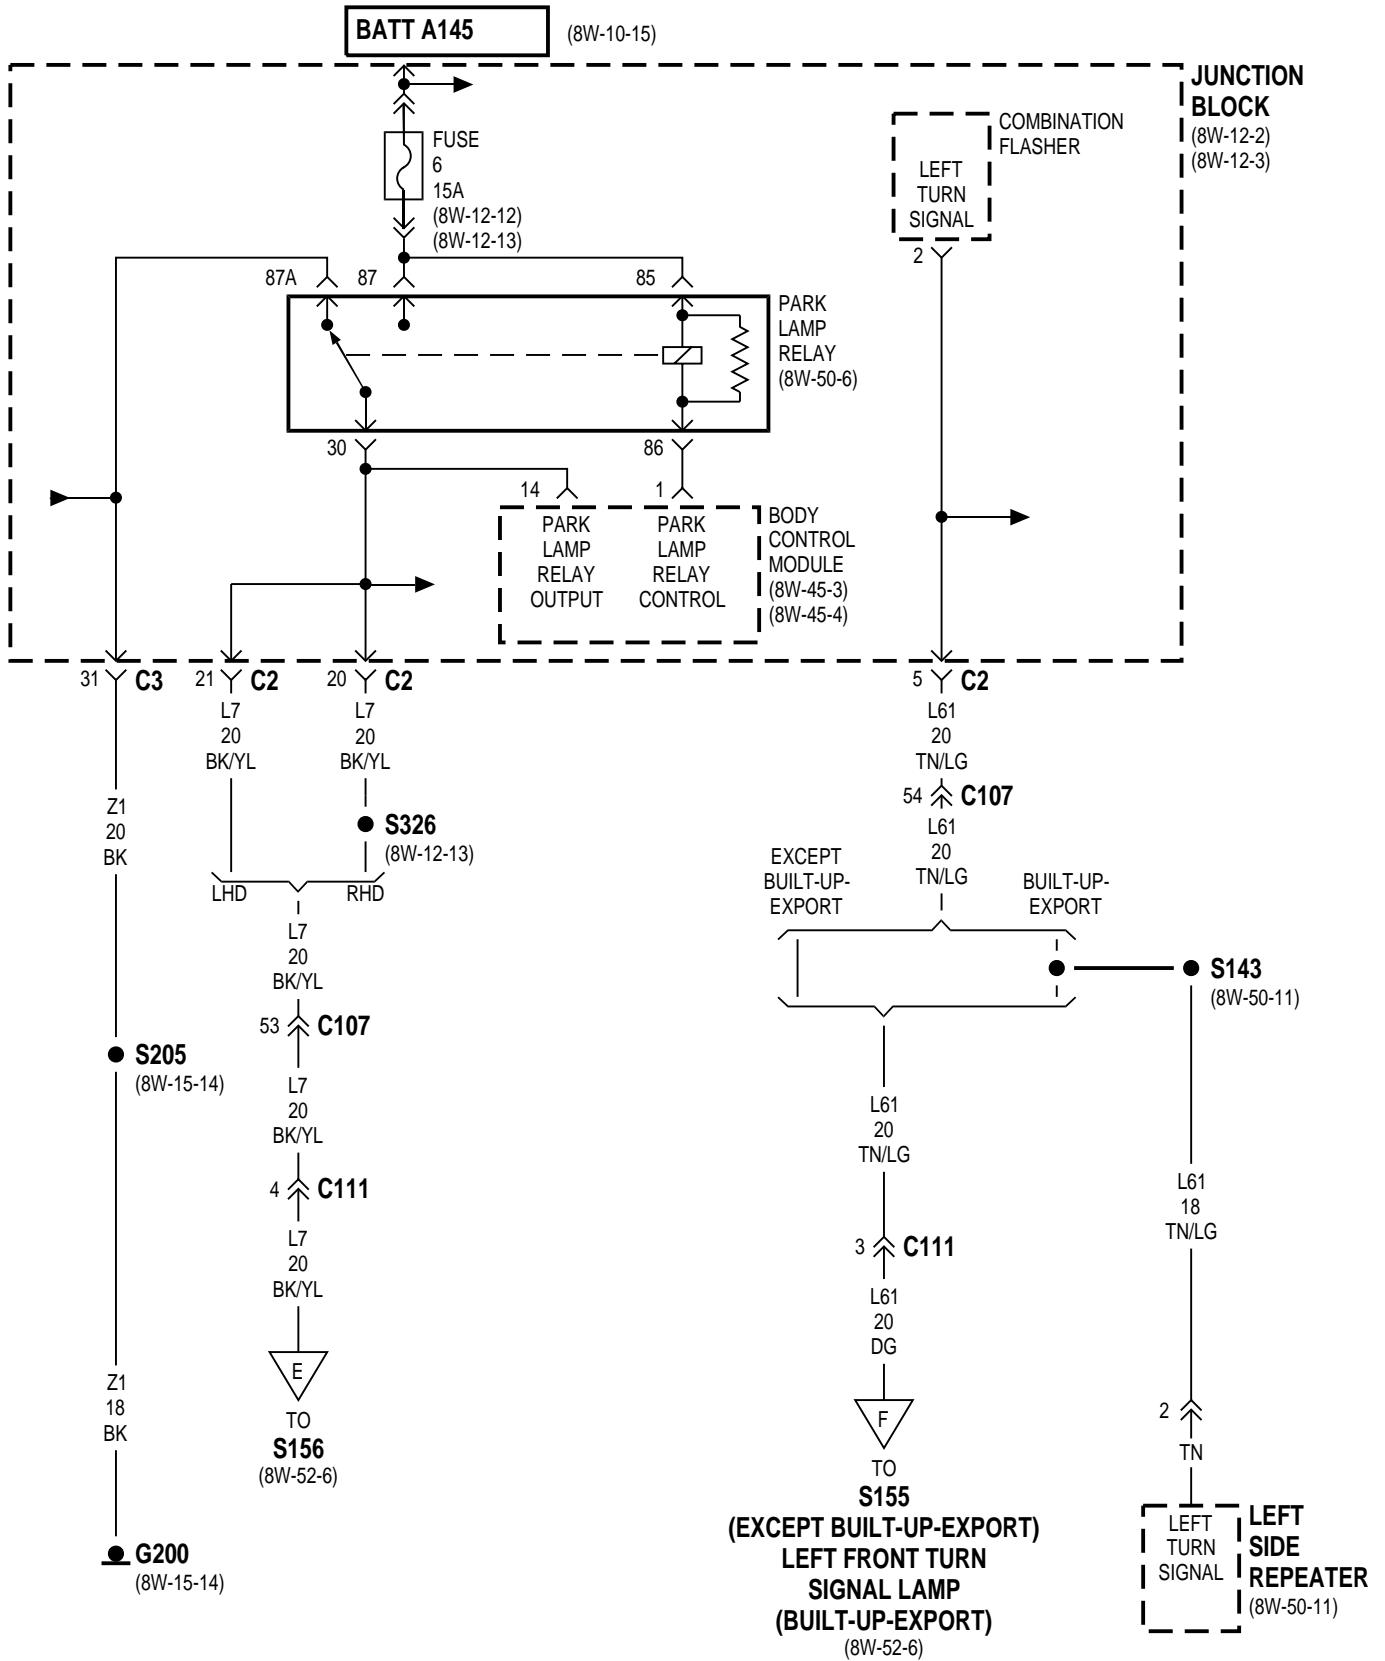 BATT A145
(8W-10-15)
JUNCTION
BLOCK
(8W-12-2)
(8W-12-3)
COMBINATION
FLASHER
LEFT
TURN
SIGNAL
2
FUSE
6
15A
(8W-12-12)
(8W-12-13)
87A
87
85
PARK
LAMP
RELAY
(8W-50-6)
30
86
14
1
PARK
LAMP
RELAY
OUTPUT
PARK
LAMP
RELAY
CONTROL
BODY
CONTROL
MODULE
(8W-45-3)
(8W-45-4)
31 C3
21 C2
20 C2
5 C2
L7
20
BK/YL
L7
20
BK/YL
L61
20
TN/LG
54 C107
Z1
20
BK
S326
(8W-12-13)
L61
20
TN/LG
LHD
RHD
EXCEPT
BUILT-UP-
EXPORT
BUILT-UP-
EXPORT
L7
20
BK/YL
S143
(8W-50-11)
53 C107
S205
(8W-15-14)
L7
20
BK/YL
L61
20
TN/LG
4 C111
L61
18
TN/LG
L7
20
BK/YL
3 C111
L61
20
DG
E
TO
S156
(8W-52-6)
Z1
18
BK
F
TO
S155
(EXCEPT BUILT-UP-EXPORT)
LEFT FRONT TURN
SIGNAL LAMP
(BUILT-UP-EXPORT)
(8W-52-6)
2
TN
LEFT
TURN
SIGNAL
LEFT
SIDE
REPEATER
(8W-50-11)
G200
(8W-15-14)